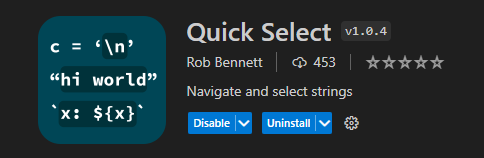 c = ‘\n’
“hi world”
`x: ${x}`
Quick Select v1.0.4
Rob Bennett 453
Navigate and select strings
Disable Uninstall